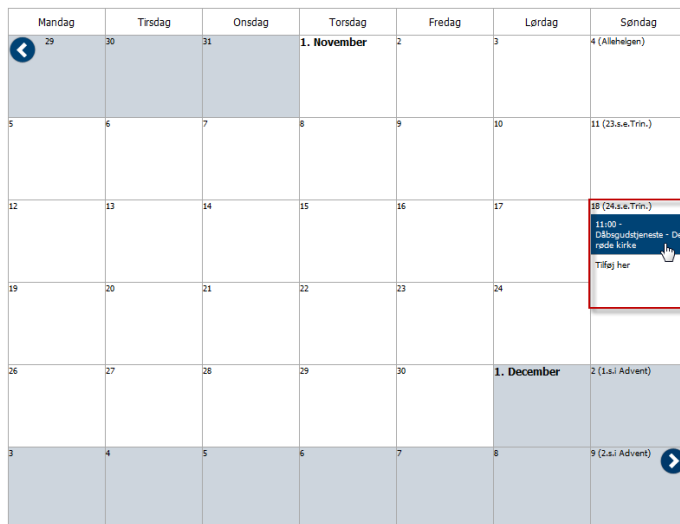 Mandag Tirsdag Onsdag Torsdag Fredag Lørdag Søndag
29 30 31 1. November 2 3 4 (Allehelgen)
5 6 7 8 9 10 11 (23.s.e.Trin.)
12 13 14 15 16 17 18 (24.s.e.Trin.)
11:00 -
Dåbsgudstjeneste - De
røde kirke
Tilføj her
19 20 21 22 23 24
26 27 28 29 30 1. December 2 (1.s.i Advent)
3 4 5 6 7 8 9 (2.s.i Advent)